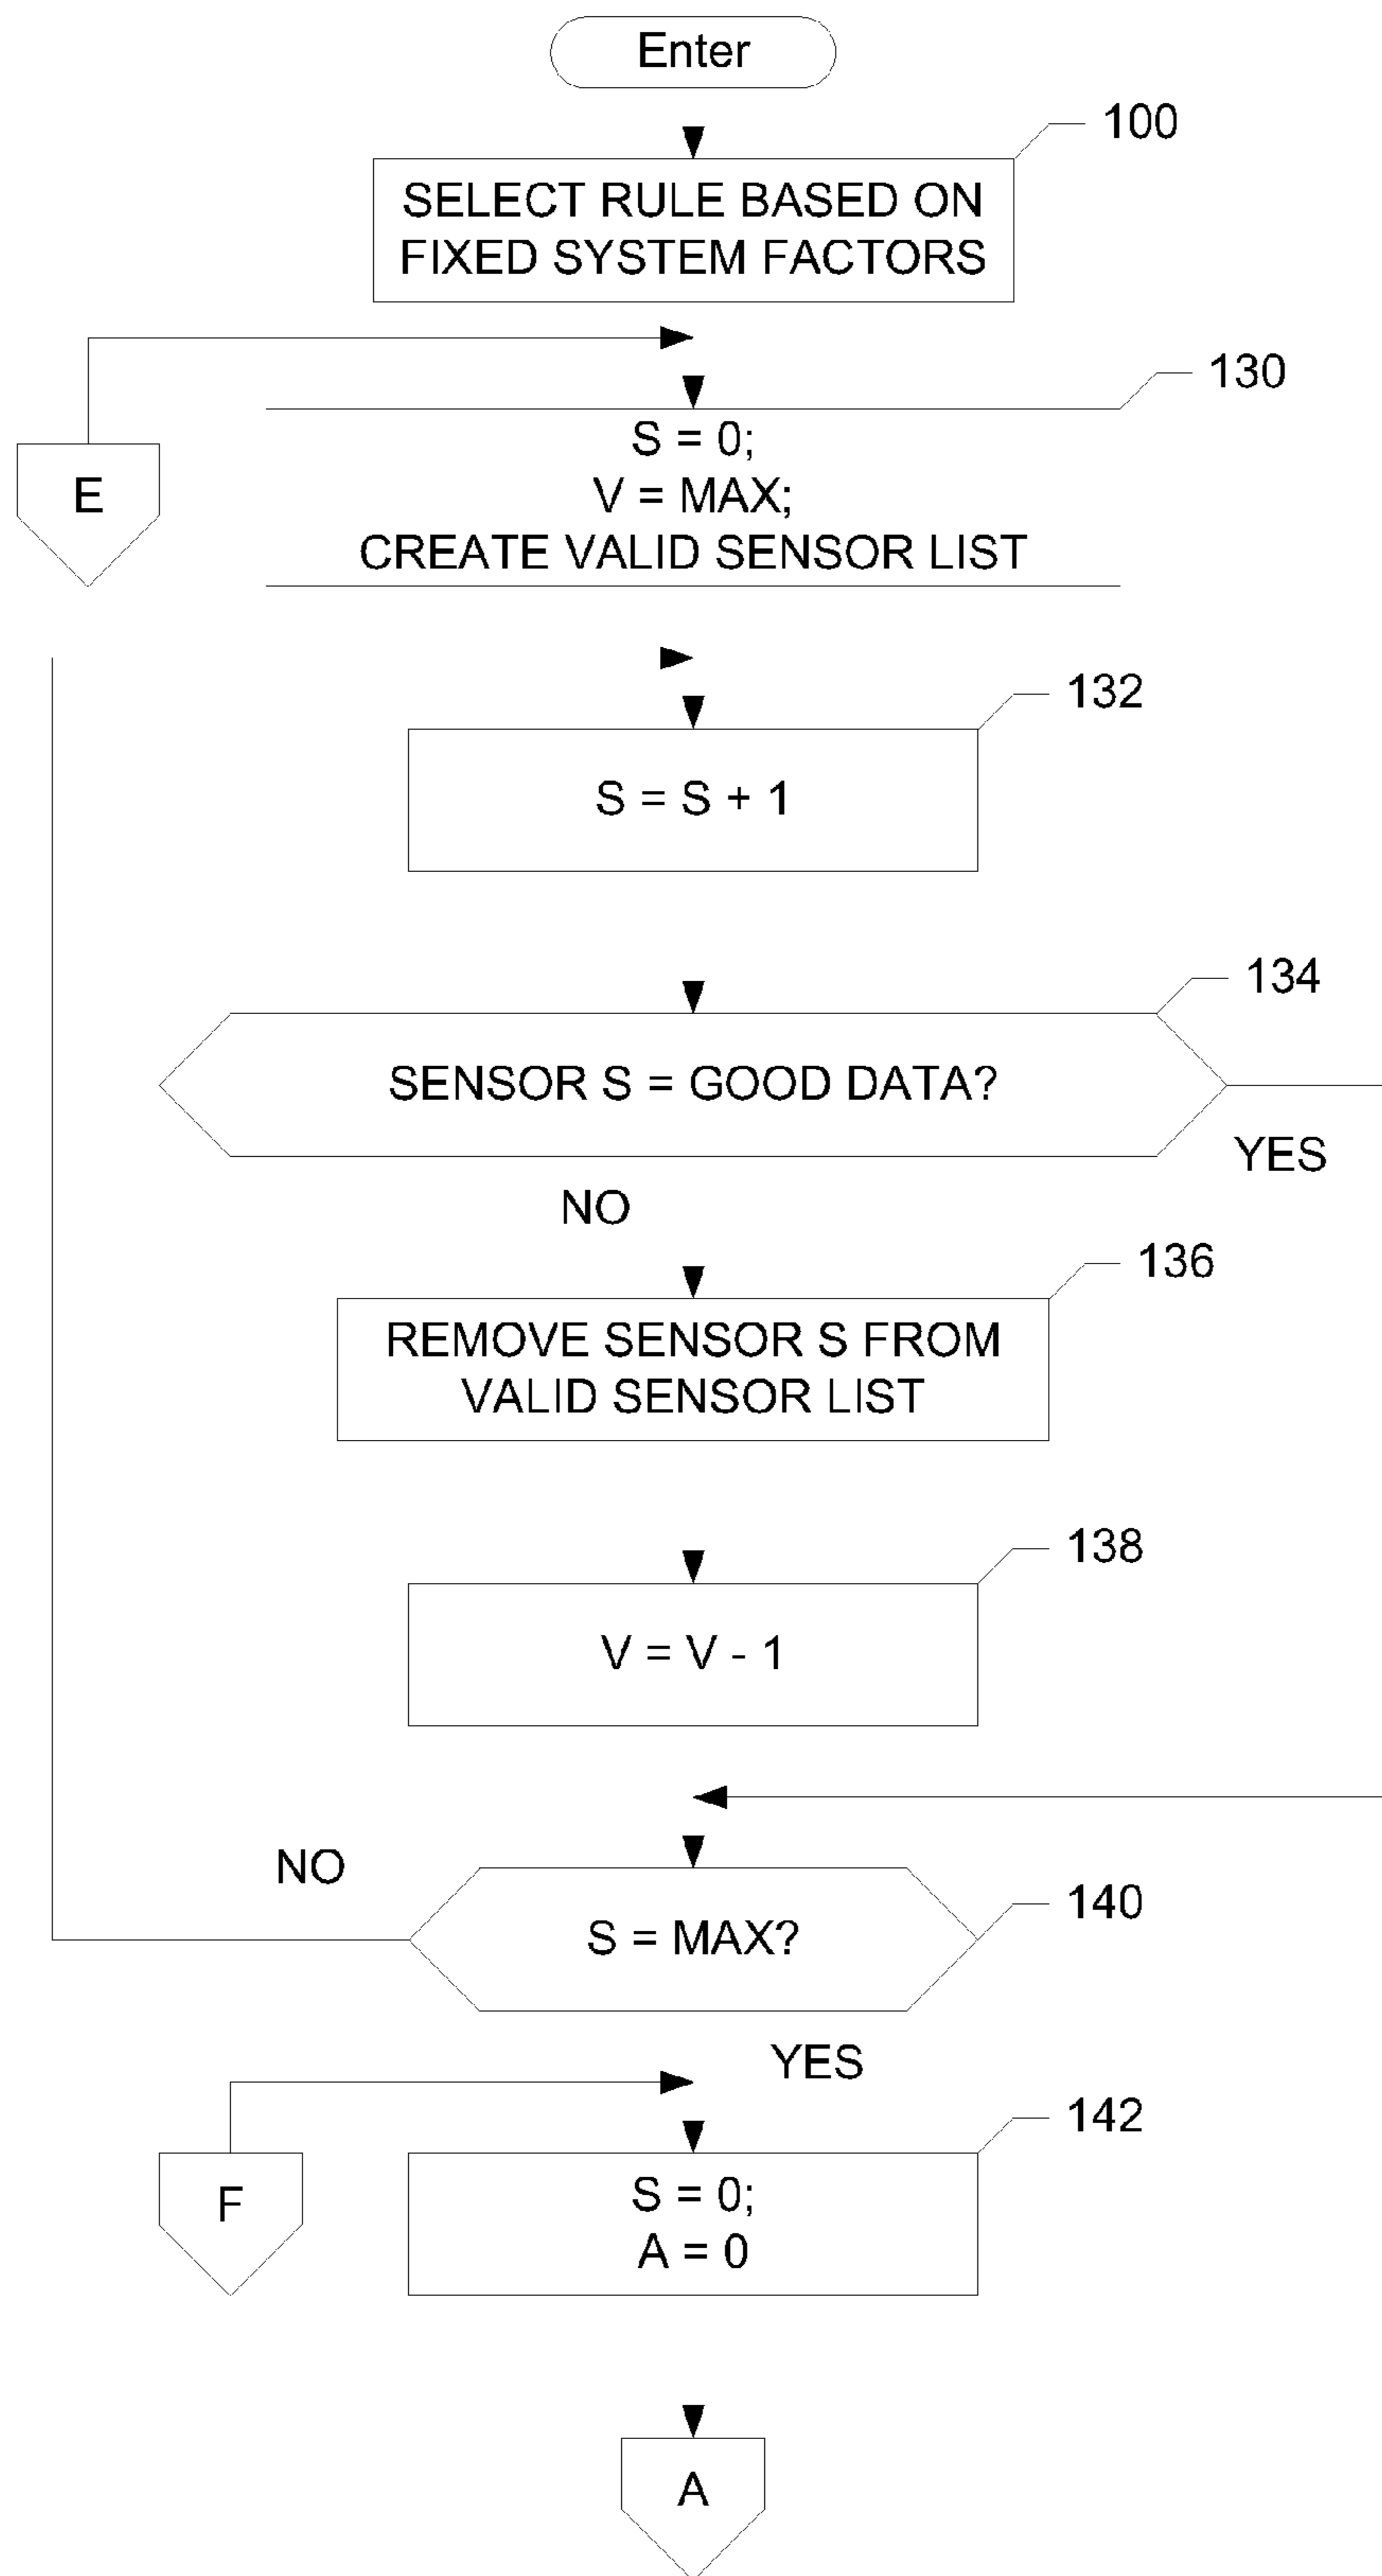 Enter
100
SELECT RULE BASED ON
FIXED SYSTEM FACTORS
130
S = 0;
V = MAX;
CREATE VALID SENSOR LIST
E
132
S = S + 1
134
SENSOR S = GOOD DATA?
YES
NO
136
REMOVE SENSOR S FROM
VALID SENSOR LIST
138
V = V - 1
NO
140
S = MAX?
YES
142
F
S = 0;
A = 0
A